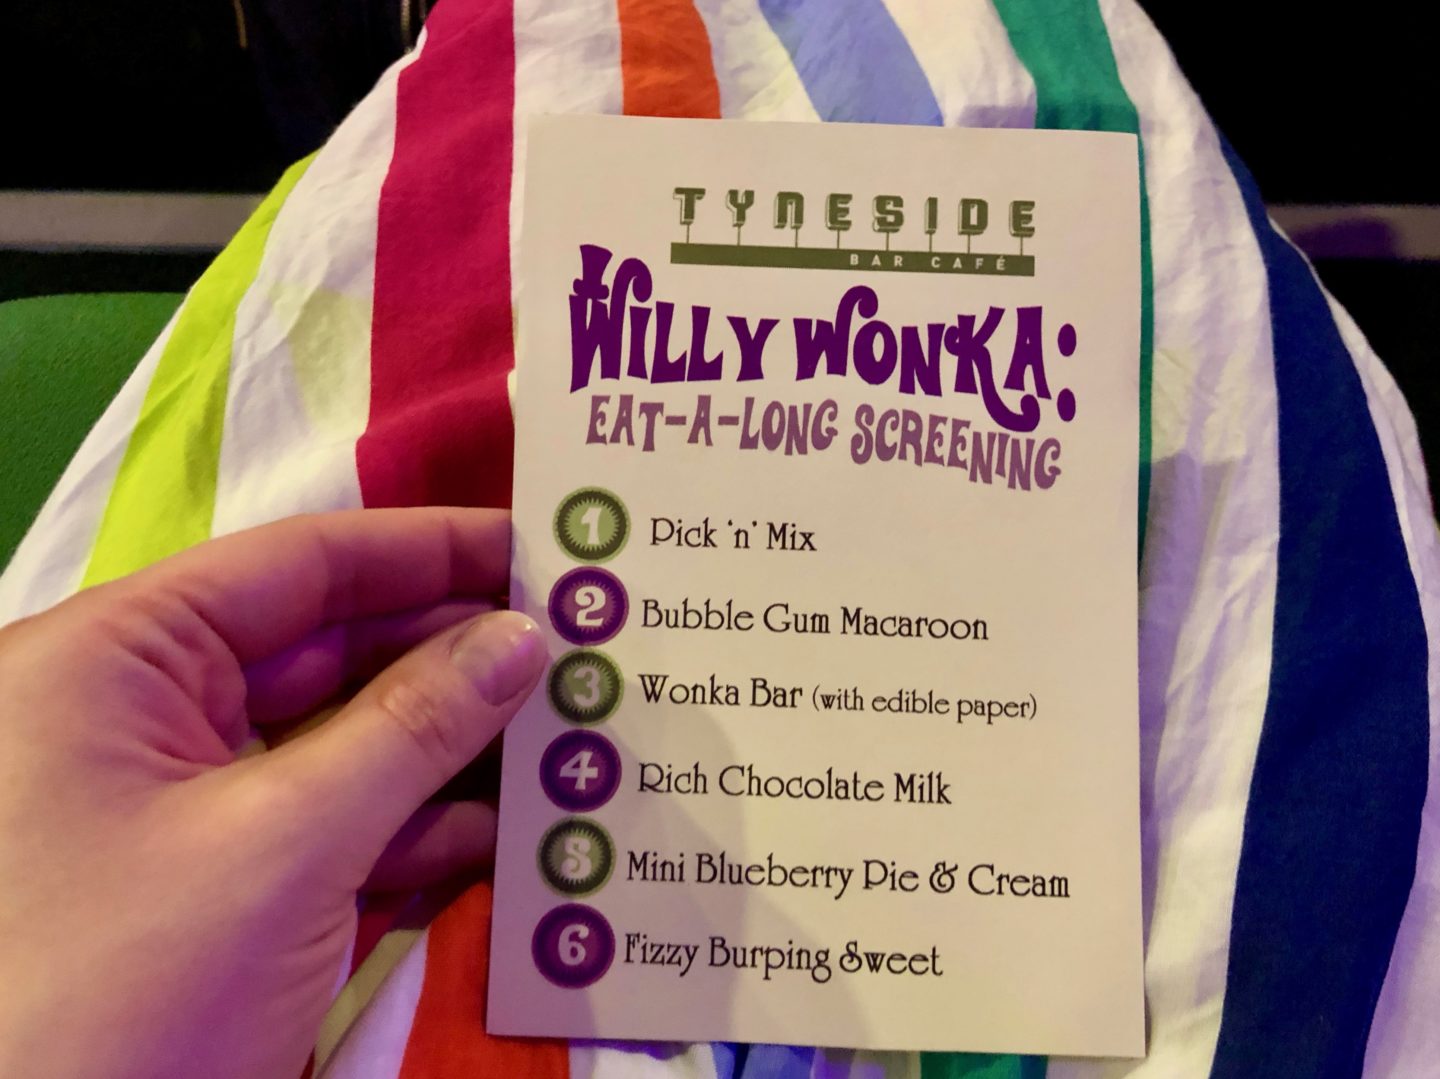 TYNESIDE
BAR CAFÉ
WILLY WONKA:
EAT-A-LONG SCREENING
1 Pick 'n' Mix
2 Bubble Gum Macaroon
3 Wonka Bar (with edible paper)
4 Rich Chocolate Milk
5 Mini Blueberry Pie & Cream
6 Fizzy Burping Sweet